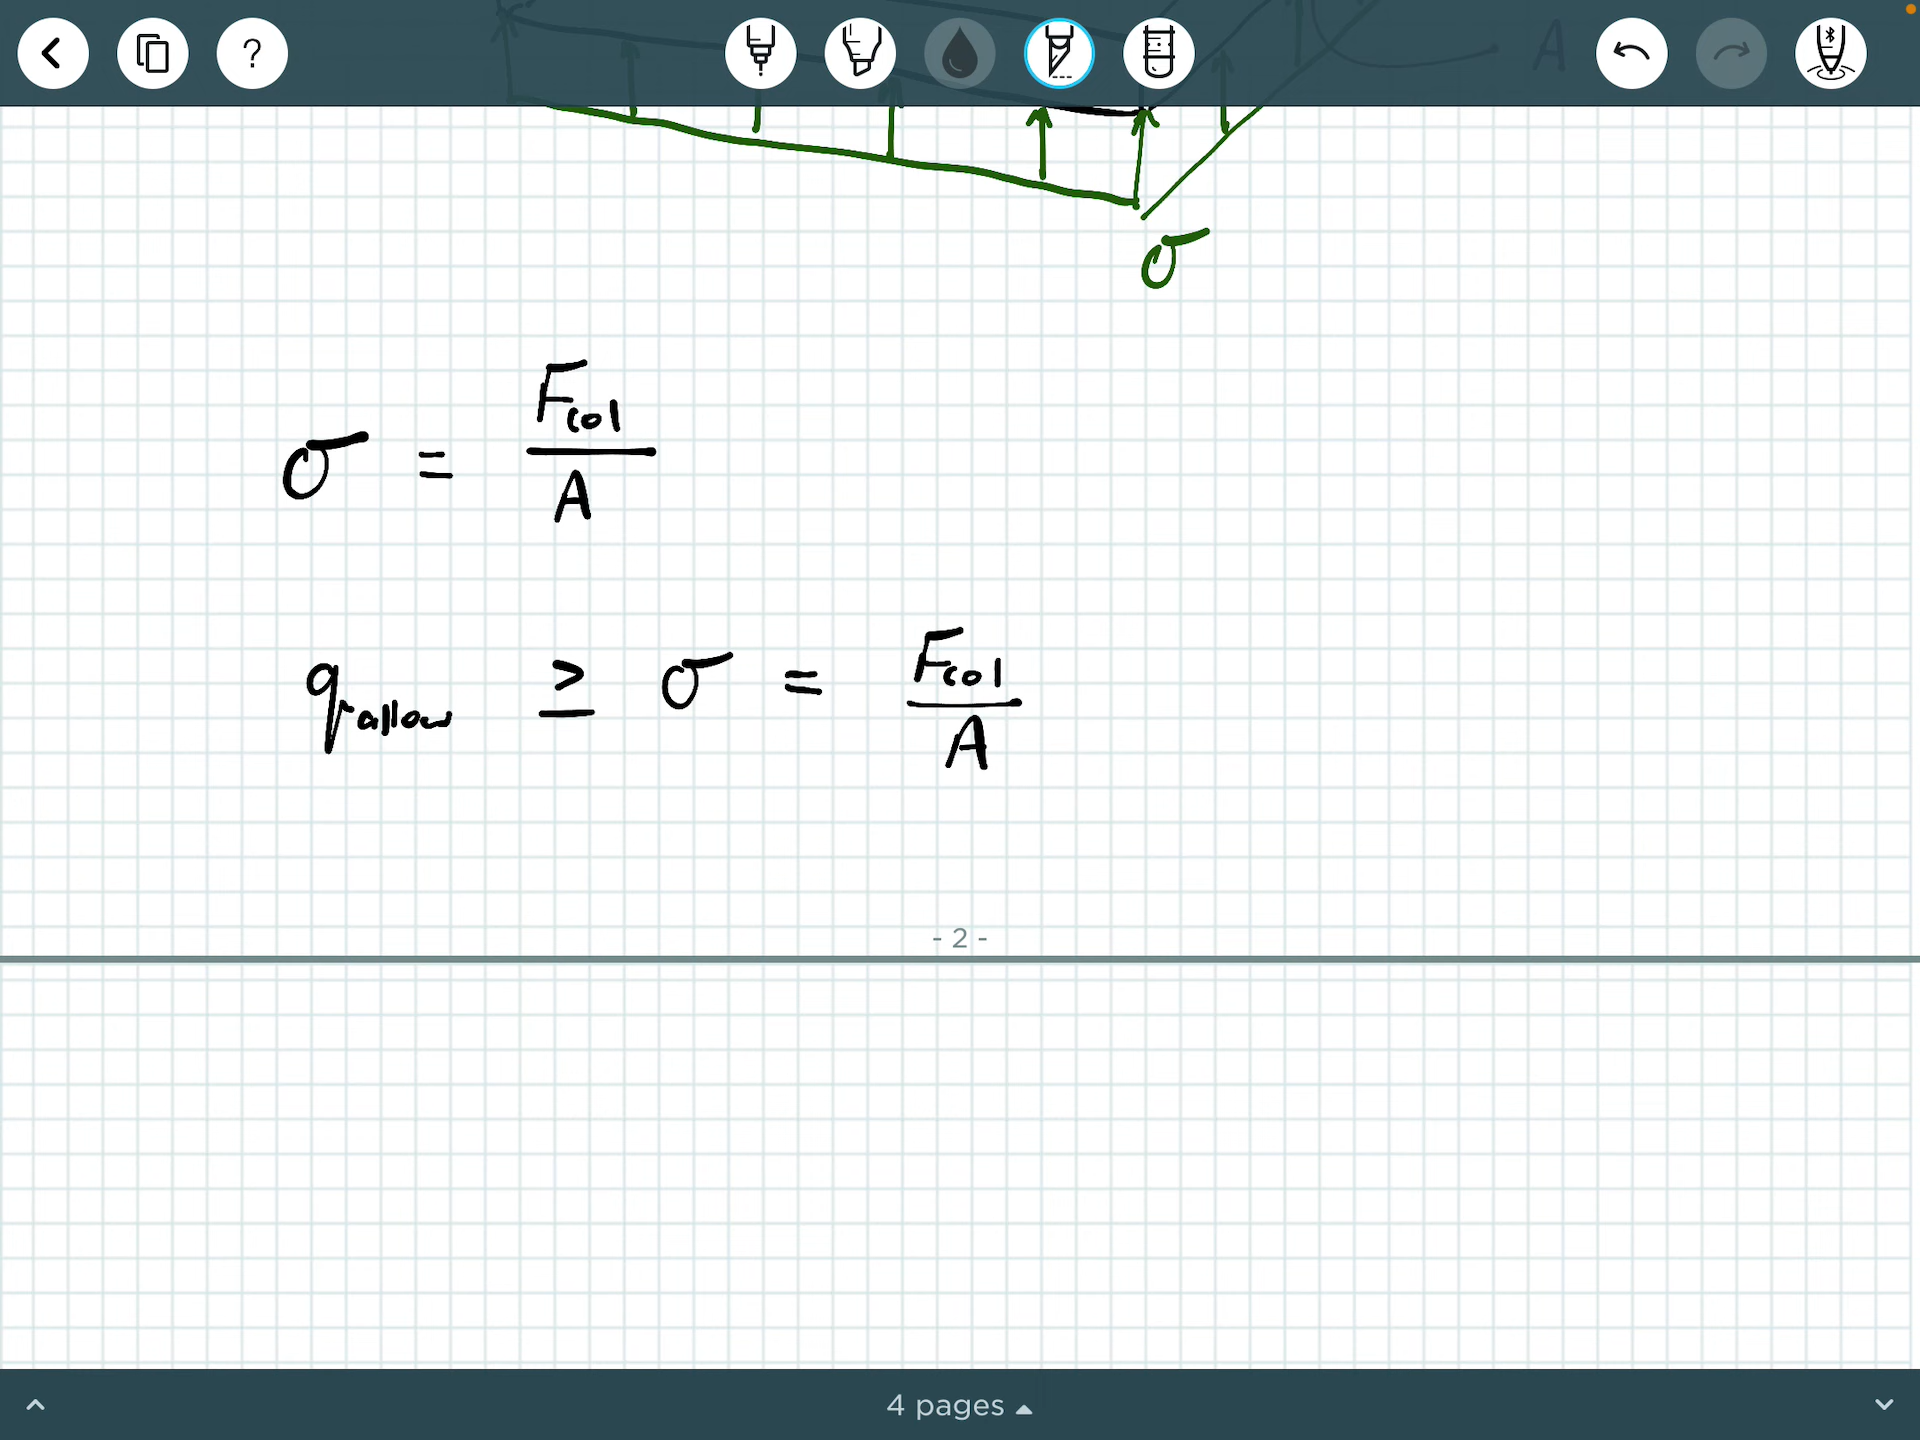 ?
A
σ
σ = Fcol / A
qallow ≥ σ = Fcol / A
- 2 -
4 pages